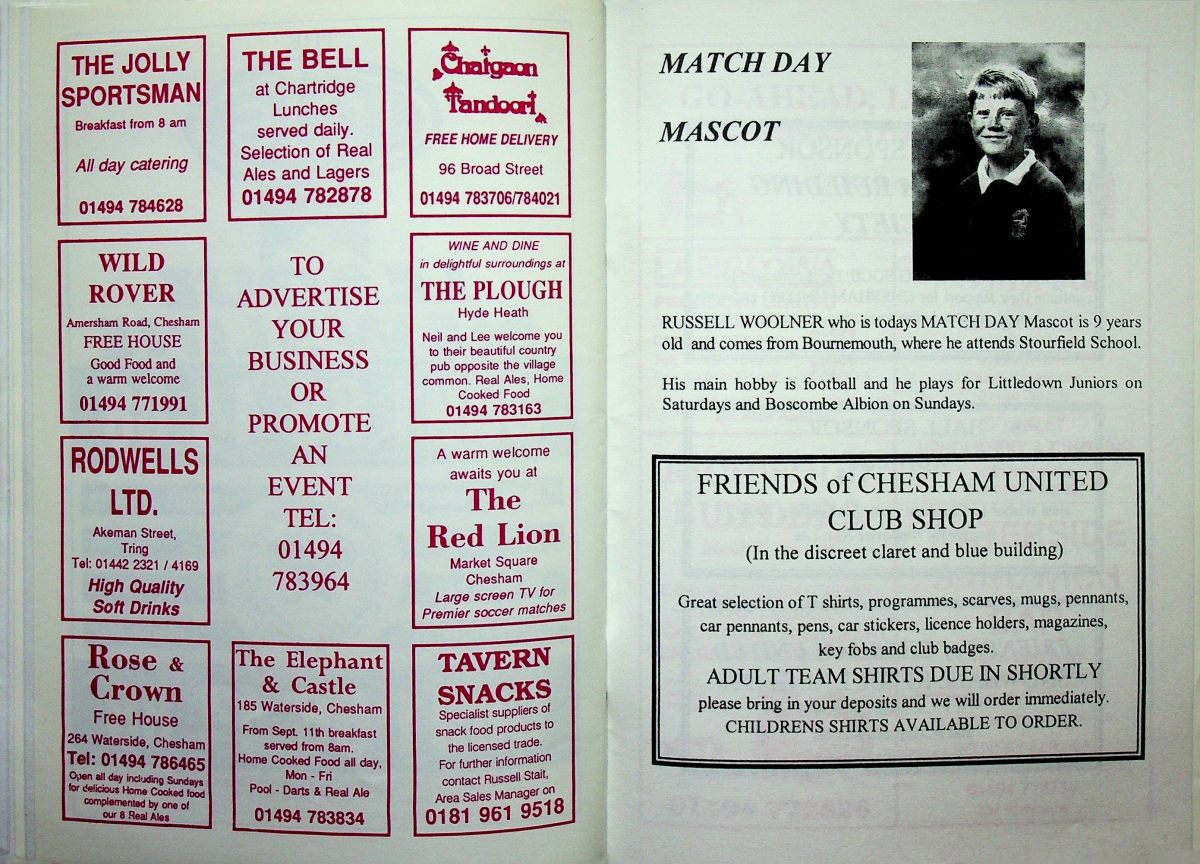 THE JOLLY
SPORTSMAN
Breakfast from 8 am
All day catering
01494 784628
THE BELL
at Chartridge
Lunches
served daily.
Selection of Real
Ales and Lagers
01494 782878
Chatgaon
Tandoori
FREE HOME DELIVERY
96 Broad Street
01494 783706/784021
WILD
ROVER
Amersham Road, Chesham
FREE HOUSE
Good Food and
a warm welcome
01494 771991
TO
ADVERTISE
YOUR
BUSINESS
OR
PROMOTE
AN
EVENT
TEL:
01494
783964
WINE AND DINE
in delightful surroundings at
THE PLOUGH
Hyde Heath
Neil and Lee welcome you
to their beautiful country
pub opposite the village
common. Real Ales, Home
Cooked Food
01494 783163
RODWELLS
LTD.
Akeman Street,
Tring
Tel: 01442 2321 / 4169
High Quality
Soft Drinks
A warm welcome
awaits you at
The
Red Lion
Market Square
Chesham
Large screen TV for
Premier soccer matches
Rose &
Crown
Free House
264 Waterside, Chesham
Tel: 01494 786465
Open all day including Sundays
for delicious Home Cooked food
complemented by one of
our 8 Real Ales
The Elephant
& Castle
185 Waterside, Chesham
From Sept. 11th breakfast
served from 8am.
Home Cooked Food all day,
Mon - Fri
Pool - Darts & Real Ale
01494 783834
TAVERN
SNACKS
Specialist suppliers of
snack food products to
the licensed trade.
For further information
contact Russell Stait,
Area Sales Manager on
0181 961 9518
MATCH DAY
MASCOT
RUSSELL WOOLNER who is todays MATCH DAY Mascot is 9 years
old and comes from Bournemouth, where he attends Stourfield School.
His main hobby is football and he plays for Littledown Juniors on
Saturdays and Boscombe Albion on Sundays.
FRIENDS of CHESHAM UNITED
CLUB SHOP
(In the discreet claret and blue building)
Great selection of T shirts, programmes, scarves, mugs, pennants,
car pennants, pens, car stickers, licence holders, magazines,
key fobs and club badges.
ADULT TEAM SHIRTS DUE IN SHORTLY
please bring in your deposits and we will order immediately.
CHILDRENS SHIRTS AVAILABLE TO ORDER.